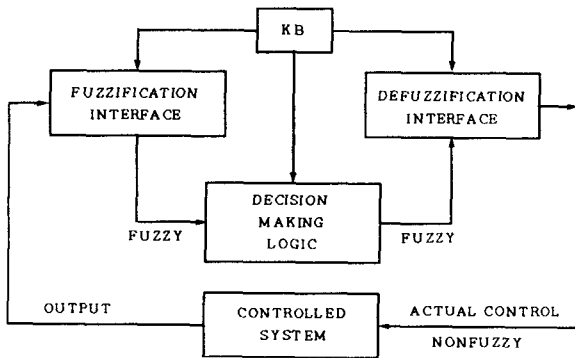 KB
FUZZIFICATION
INTERFACE
DEFUZZIFICATION
INTERFACE
DECISION
MAKING
LOGIC
FUZZY
FUZZY
OUTPUT
CONTROLLED
SYSTEM
ACTUAL CONTROL
NONFUZZY